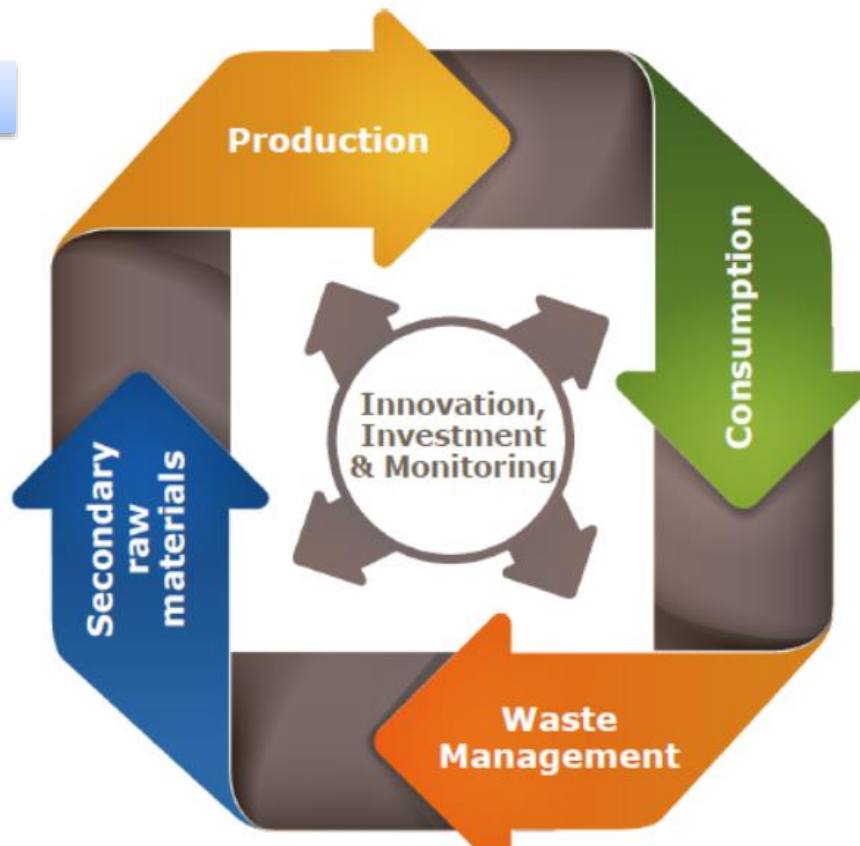 Production
Consumption
Innovation,
Investment
& Monitoring
Secondary
raw
materials
Waste
Management